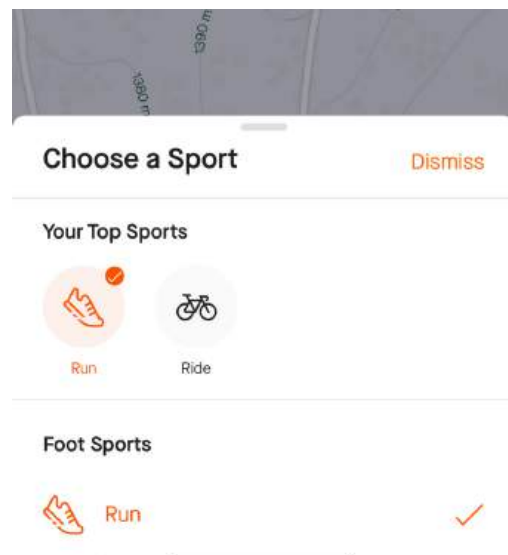 1390 m
1380 m
Choose a Sport
Dismiss
Your Top Sports
Run
Ride
Foot Sports
Run